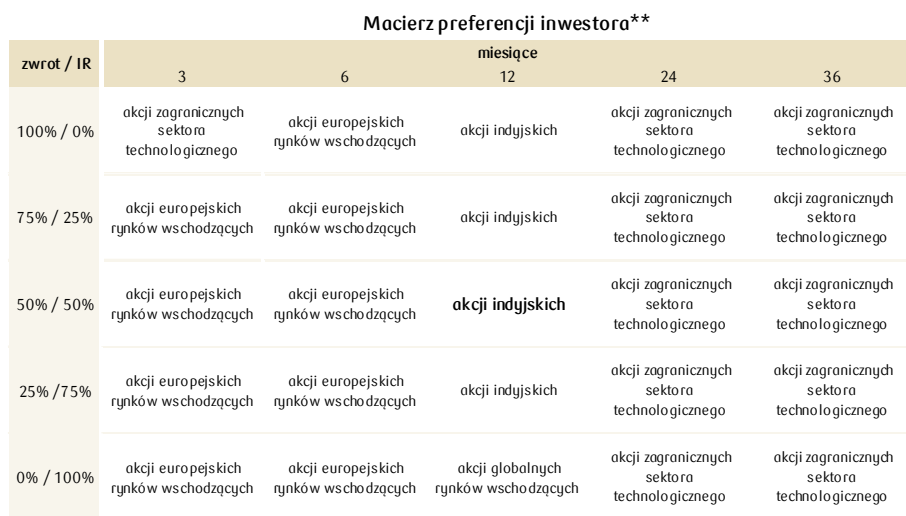 Macierz preferencji inwestora**
zwrot / IR
miesiące
3 6 12 24 36
100% / 0%
akcji zagranicznych
sektora
technologicznego
akcji europejskich
rynków wschodzących
akcji indyjskich
akcji zagranicznych
sektora
technologicznego
akcji zagranicznych
sektora
technologicznego
75% / 25%
akcji europejskich
rynków wschodzących
akcji europejskich
rynków wschodzących
akcji indyjskich
akcji zagranicznych
sektora
technologicznego
akcji zagranicznych
sektora
technologicznego
50% / 50%
akcji europejskich
rynków wschodzących
akcji europejskich
rynków wschodzących
akcji indyjskich
akcji zagranicznych
sektora
technologicznego
akcji zagranicznych
sektora
technologicznego
25% /75%
akcji europejskich
rynków wschodzących
akcji europejskich
rynków wschodzących
akcji indyjskich
akcji zagranicznych
sektora
technologicznego
akcji zagranicznych
sektora
technologicznego
0% / 100%
akcji europejskich
rynków wschodzących
akcji europejskich
rynków wschodzących
akcji globalnych
rynków wschodzących
akcji zagranicznych
sektora
technologicznego
akcji zagranicznych
sektora
technologicznego